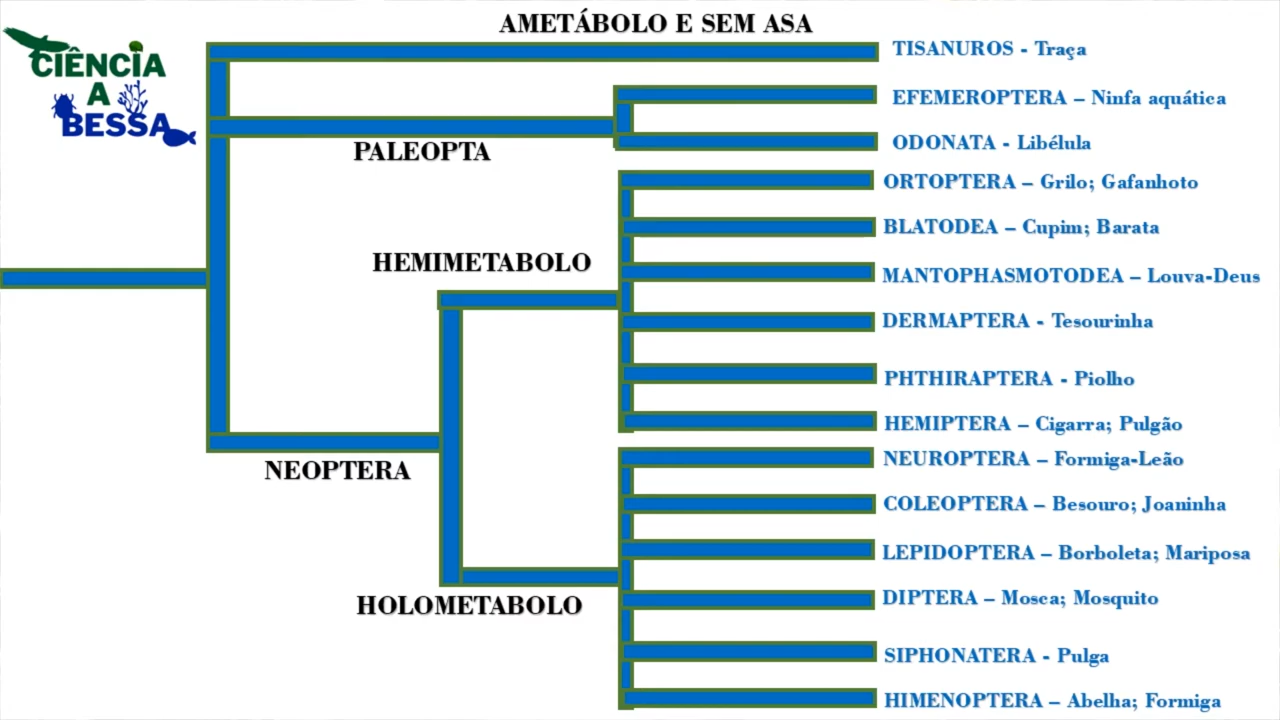 AMETÁBOLO E SEM ASA
CIÊNCIA
A
BESSA
TISANUROS - Traça
EFEMEROPTERA – Ninfa aquática
PALEOPTA
ODONATA - Libélula
ORTOPTERA – Grilo; Gafanhoto
BLATODEA – Cupim; Barata
HEMIMETABOLO
MANTOPHASMOTODEA – Louva-Deus
DERMAPTERA - Tesourinha
PHTHIRAPTERA - Piolho
HEMIPTERA – Cigarra; Pulgão
NEOPTERA
NEUROPTERA – Formiga-Leão
COLEOPTERA – Besouro; Joaninha
LEPIDOPTERA – Borboleta; Mariposa
HOLOMETABOLO
DIPTERA – Mosca; Mosquito
SIPHONATERA - Pulga
HIMENOPTERA – Abelha; Formiga